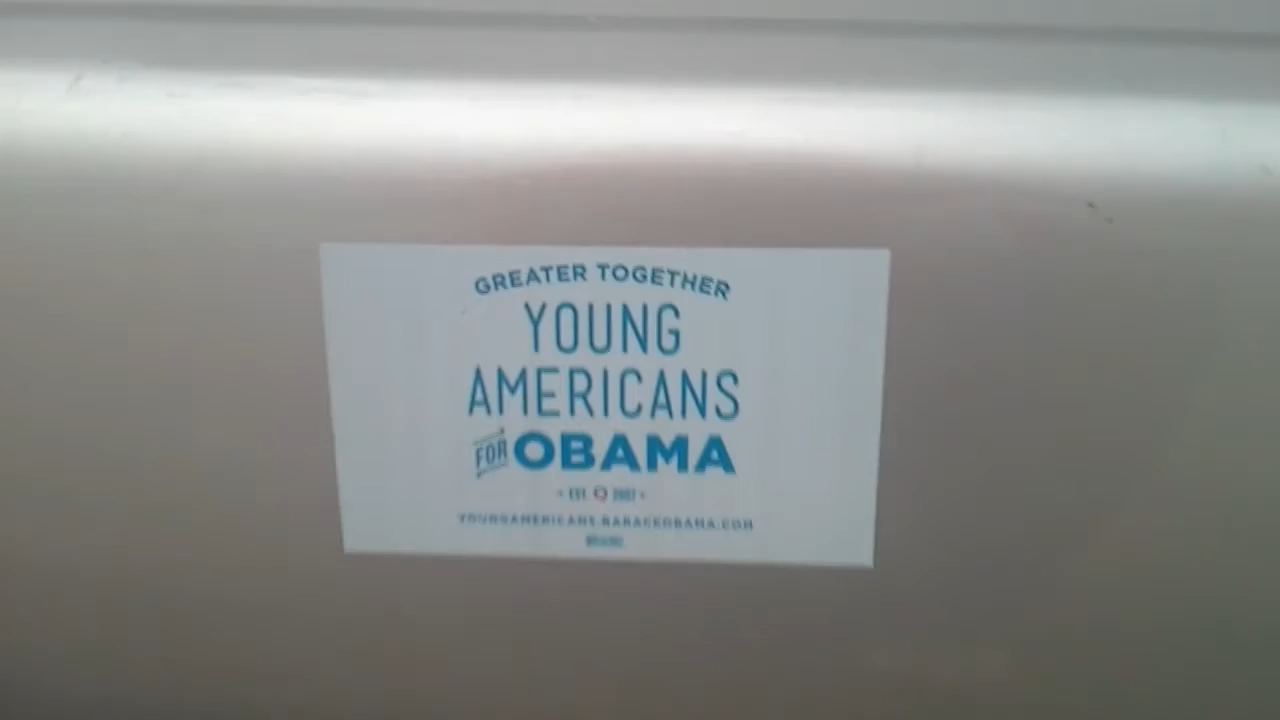 GREATER TOGETHER
YOUNG
AMERICANS
FOR OBAMA
EST 2007
YOUNGAMERICANS.BARACKOBAMA.COM